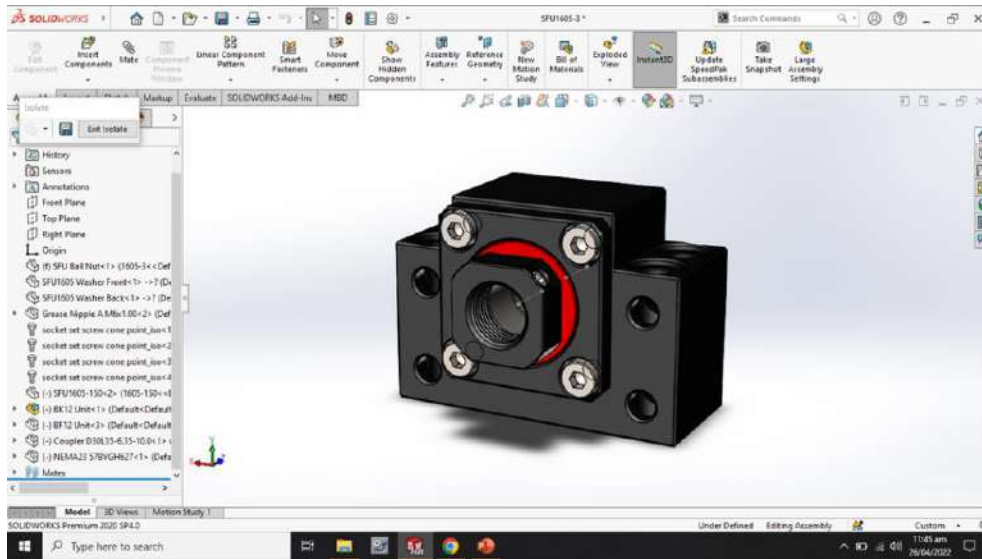 SOLIDWORKS
SFU1605-3 *
Search Commands
Edit Component
Insert Components
Mate
Component Preview Window
Linear Component Pattern
Smart Fasteners
Move Component
Show Hidden Components
Assembly Features
Reference Geometry
New Motion Study
Bill of Materials
Exploded View
Instant3D
Update SpeedPak Subassemblies
Take Snapshot
Large Assembly Settings
Markup
Evaluate
SOLIDWORKS Add-Ins
MBD
Isolate
Exit Isolate
History
Sensors
Annotations
Front Plane
Top Plane
Right Plane
Origin
(f) SFU Ball Nut<1> (1605-3<<Def
SFU1605 Washer Front<1> ->? (De
SFU1605 Washer Back<1> ->? (De
Grease Nipple A M6x1.00<2> (Def
socket set screw cone point_iso<1
socket set screw cone point_iso<2
socket set screw cone point_iso<3
socket set screw cone point_iso<4
(-) SFU1605-150<2> (1605-150<<
(-) BK12 Unit<1> (Default<Default
(-) BF12 Unit<3> (Default<Default
(-) Coupler D30L35-6.35-10.0<1>
(-) NEMA23 57BYGH627<1> (Defa
Mates
Model
3D Views
Motion Study 1
SOLIDWORKS Premium 2020 SP4.0
Under Defined
Editing Assembly
Custom
Type here to search
11:45 am
26/04/2022